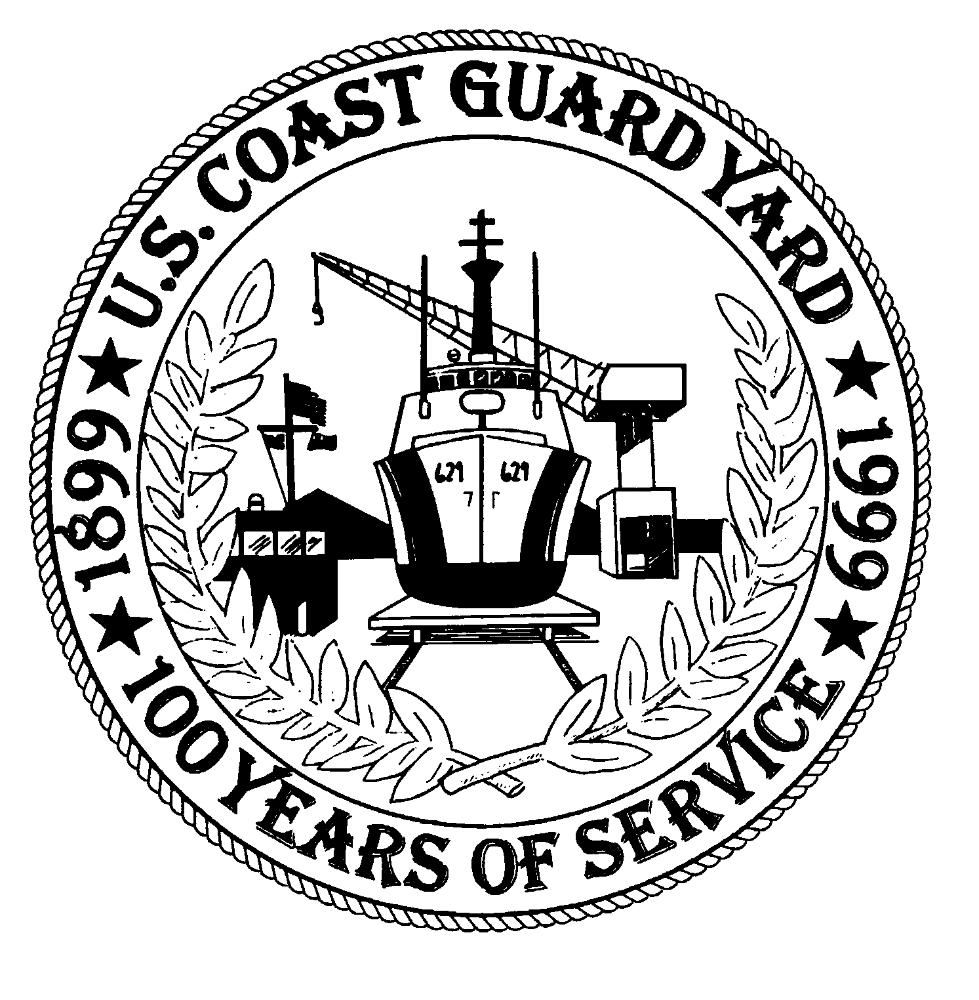 U.S. COAST GUARD YARD
1899
1999
629 629
100 YEARS OF SERVICE